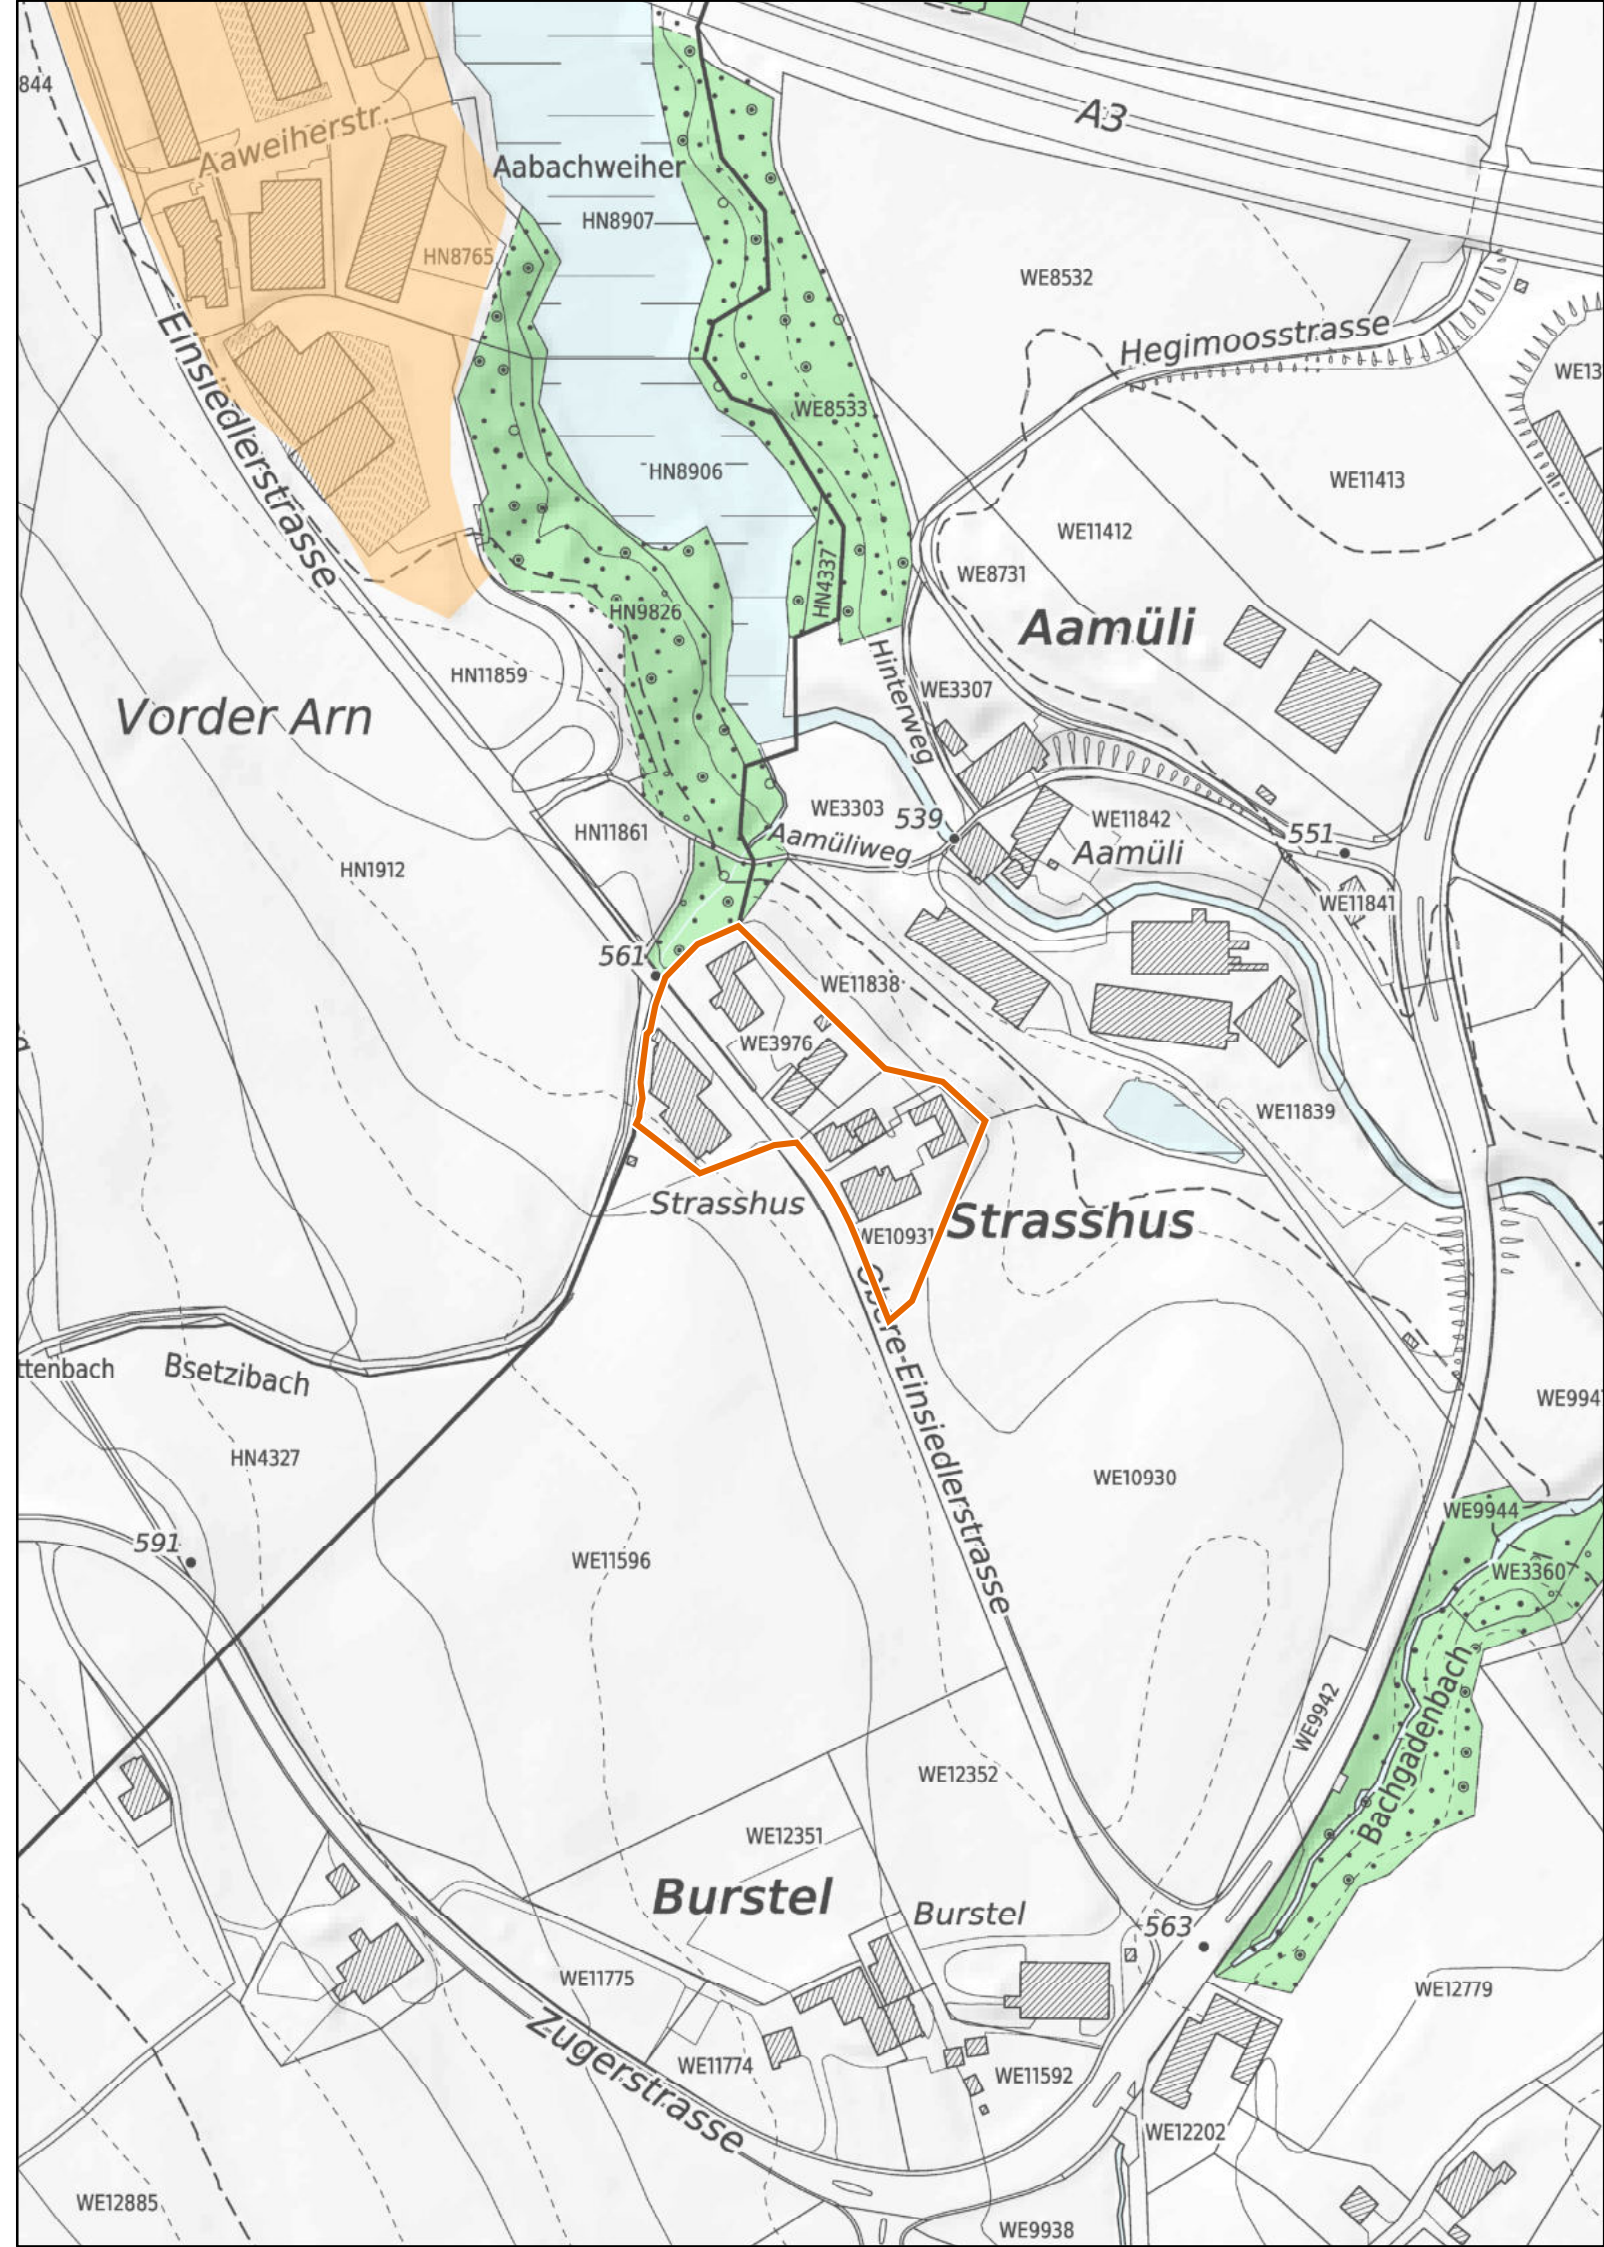 844
A3
Aaweiherstr.
Aabachweiher
HN8907
HN8765
WE8532
Einsiedlerstrasse
Hegimoosstrasse
WE13
WE8533
HN8906
WE11413
WE11412
HN4337
WE8731
HN9826
Aamüli
HN11859
Hinterweg
WE3307
Vorder Arn
WE3303
539
WE11842
HN11861
Aamüliweg
Aamüli
551
HN1912
WE11841
561
WE11838
WE3976
WE11839
Strasshus
Strasshus
WE10931
Obere-Einsiedlerstrasse
ttenbach
Bsetzibach
WE994
HN4327
WE10930
WE9944
591
WE11596
WE3360
Bachgadenbach
WE9942
WE12352
WE12351
Burstel
Burstel
563
WE11775
WE12779
Zugerstrasse
WE11774
WE11592
WE12202
WE12885
WE9938